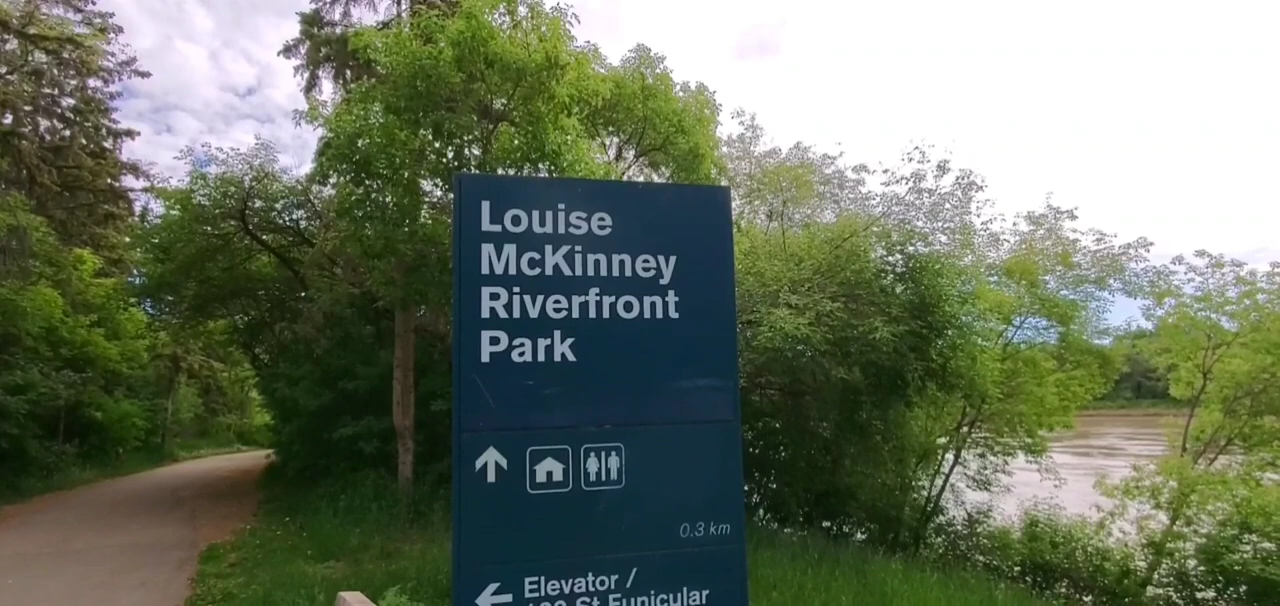 Louise
McKinney
Riverfront
Park
0.3 km
Elevator /
St Funicular